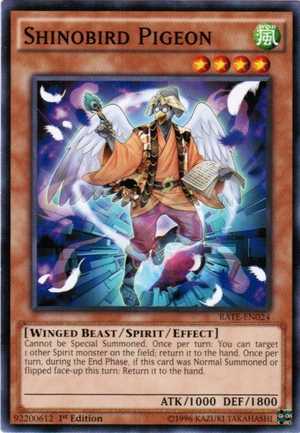 SHINOBIRD PIGEON
WIND
風
RATE-EN024
[WINGED BEAST/SPIRIT/EFFECT]
Cannot be Special Summoned. Once per turn: You can target
1 other Spirit monster on the field; return it to the hand. Once per
turn, during the End Phase, if this card was Normal Summoned or
flipped face-up this turn: Return it to the hand.
ATK/1000 DEF/1800
92200612 1st Edition ©1996 KAZUKI TAKAHASHI